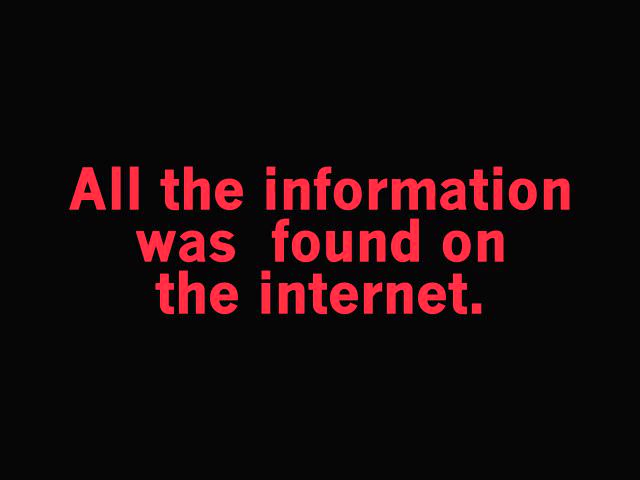 All the information
was  found on
the internet.